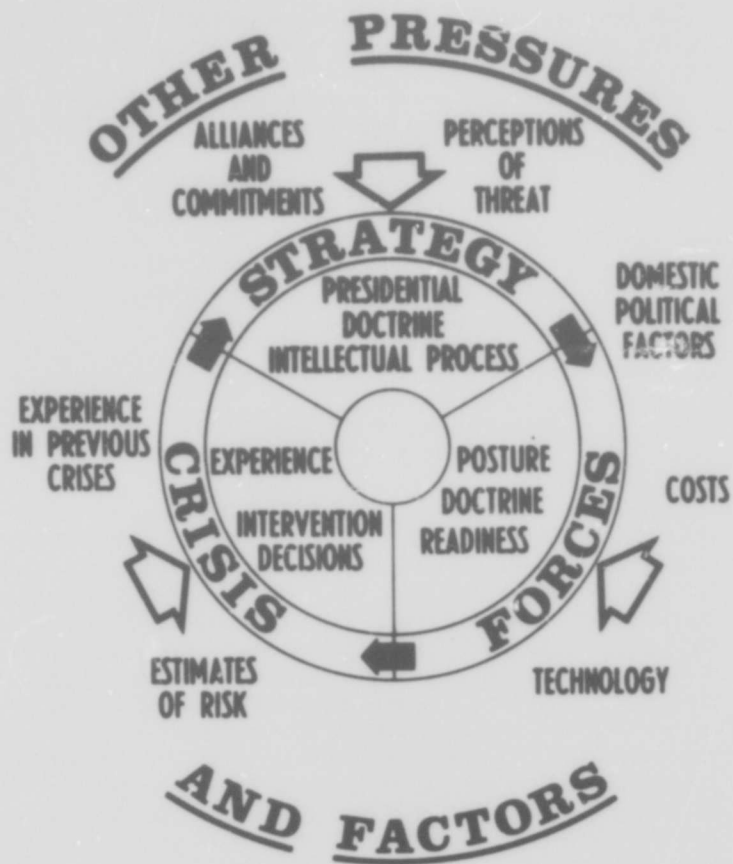 OTHER PRESSURES
ALLIANCES
AND
COMMITMENTS
PERCEPTIONS
OF
THREAT
STRATEGY
PRESIDENTIAL
DOCTRINE
INTELLECTUAL PROCESS
DOMESTIC
POLITICAL
FACTORS
EXPERIENCE
IN PREVIOUS
CRISES
CRISIS
EXPERIENCE
INTERVENTION
DECISIONS
POSTURE
DOCTRINE
READINESS
FORCES
COSTS
ESTIMATES
OF RISK
TECHNOLOGY
AND FACTORS